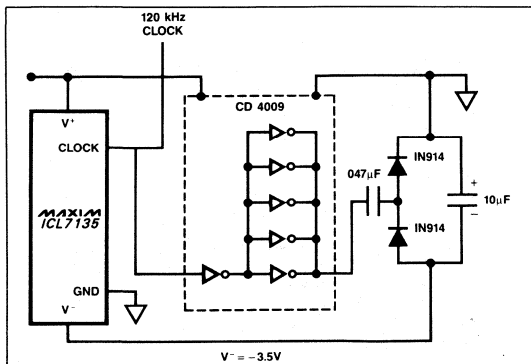 120 kHz
CLOCK
CD 4009
V+
CLOCK
MAXIM
ICL7135
GND
V-
047µF
IN914
IN914
+
10µF
−
V- = -3.5V